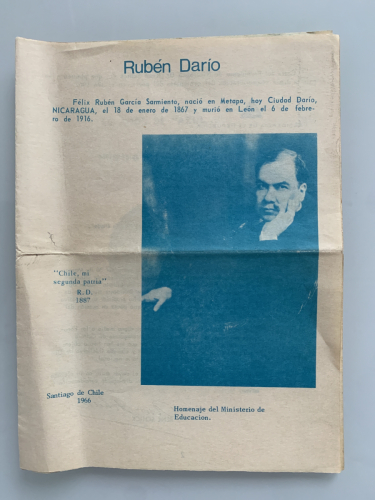 Rubén Darío
Félix Rubén García Sarmiento, nació en Metapa, hoy Ciudad Darío,
NICARAGUA, el 18 de enero de 1867 y murió en León el 6 de febre-
ro de 1916.
"Chile, mi
segunda patria"
R. D.
1887
Santiago de Chile
1966
Homenaje del Ministerio de
Educacion.